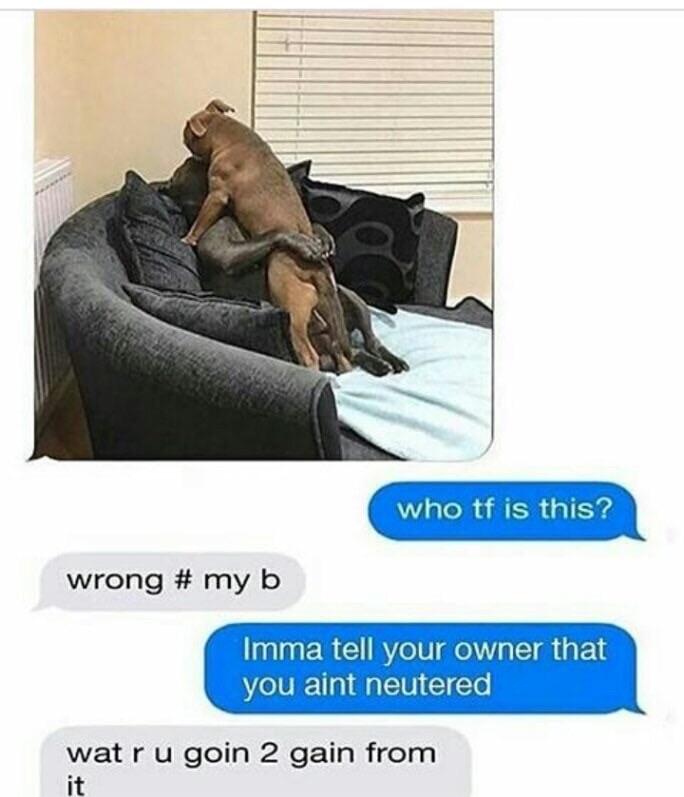 who tf is this?
wrong # my b
Imma tell your owner that
you aint neutered
wat r u goin 2 gain from
it